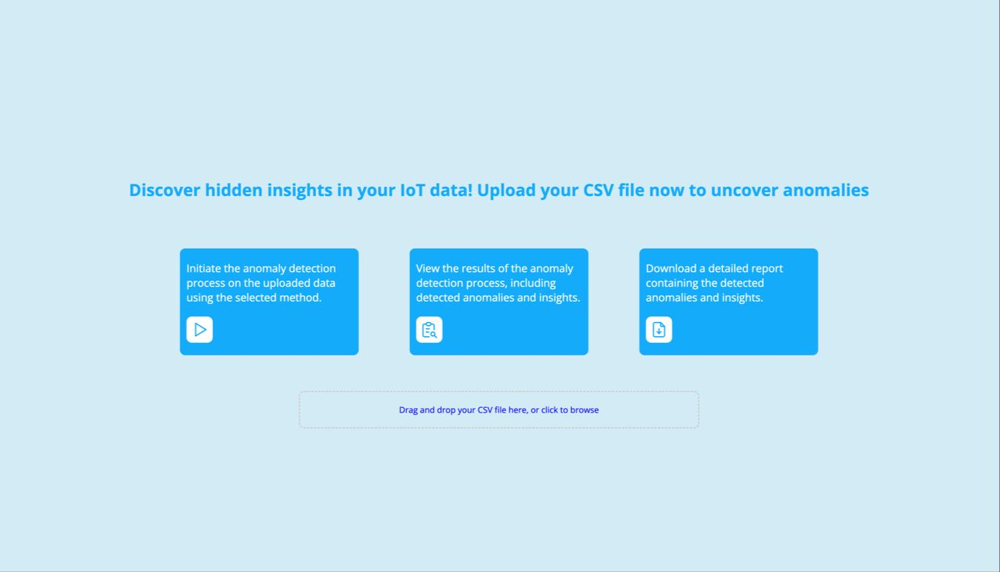 Discover hidden insights in your IoT data! Upload your CSV file now to uncover anomalies
Initiate the anomaly detection
process on the uploaded data
using the selected method.
View the results of the anomaly
detection process, including
detected anomalies and insights.
Download a detailed report
containing the detected
anomalies and insights.
Drag and drop your CSV file here, or click to browse